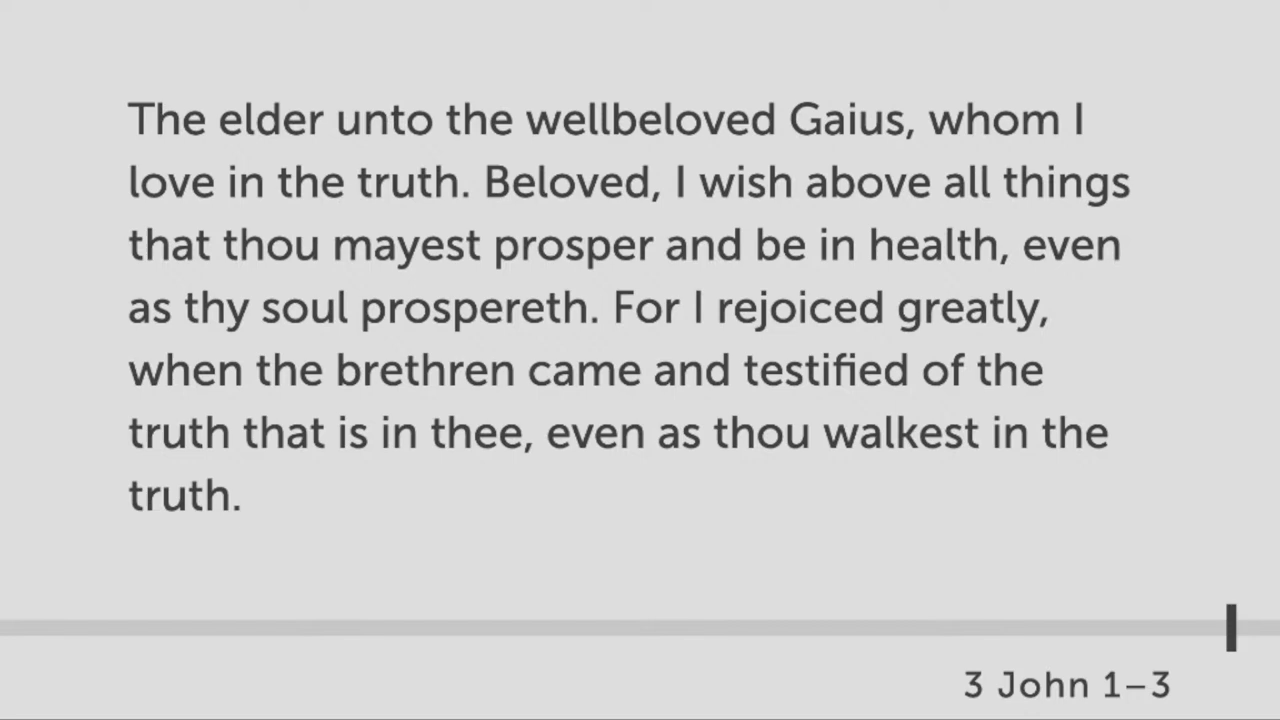 The elder unto the wellbeloved Gaius, whom I
love in the truth. Beloved, I wish above all things
that thou mayest prosper and be in health, even
as thy soul prospereth. For I rejoiced greatly,
when the brethren came and testified of the
truth that is in thee, even as thou walkest in the
truth.
3 John 1–3